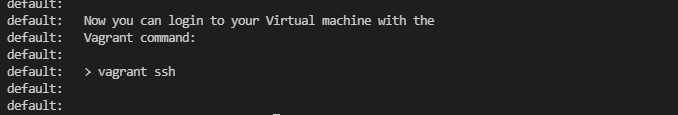 default:
default:   Now you can login to your Virtual machine with the
default:   Vagrant command:
default:
default:   > vagrant ssh
default:
default: